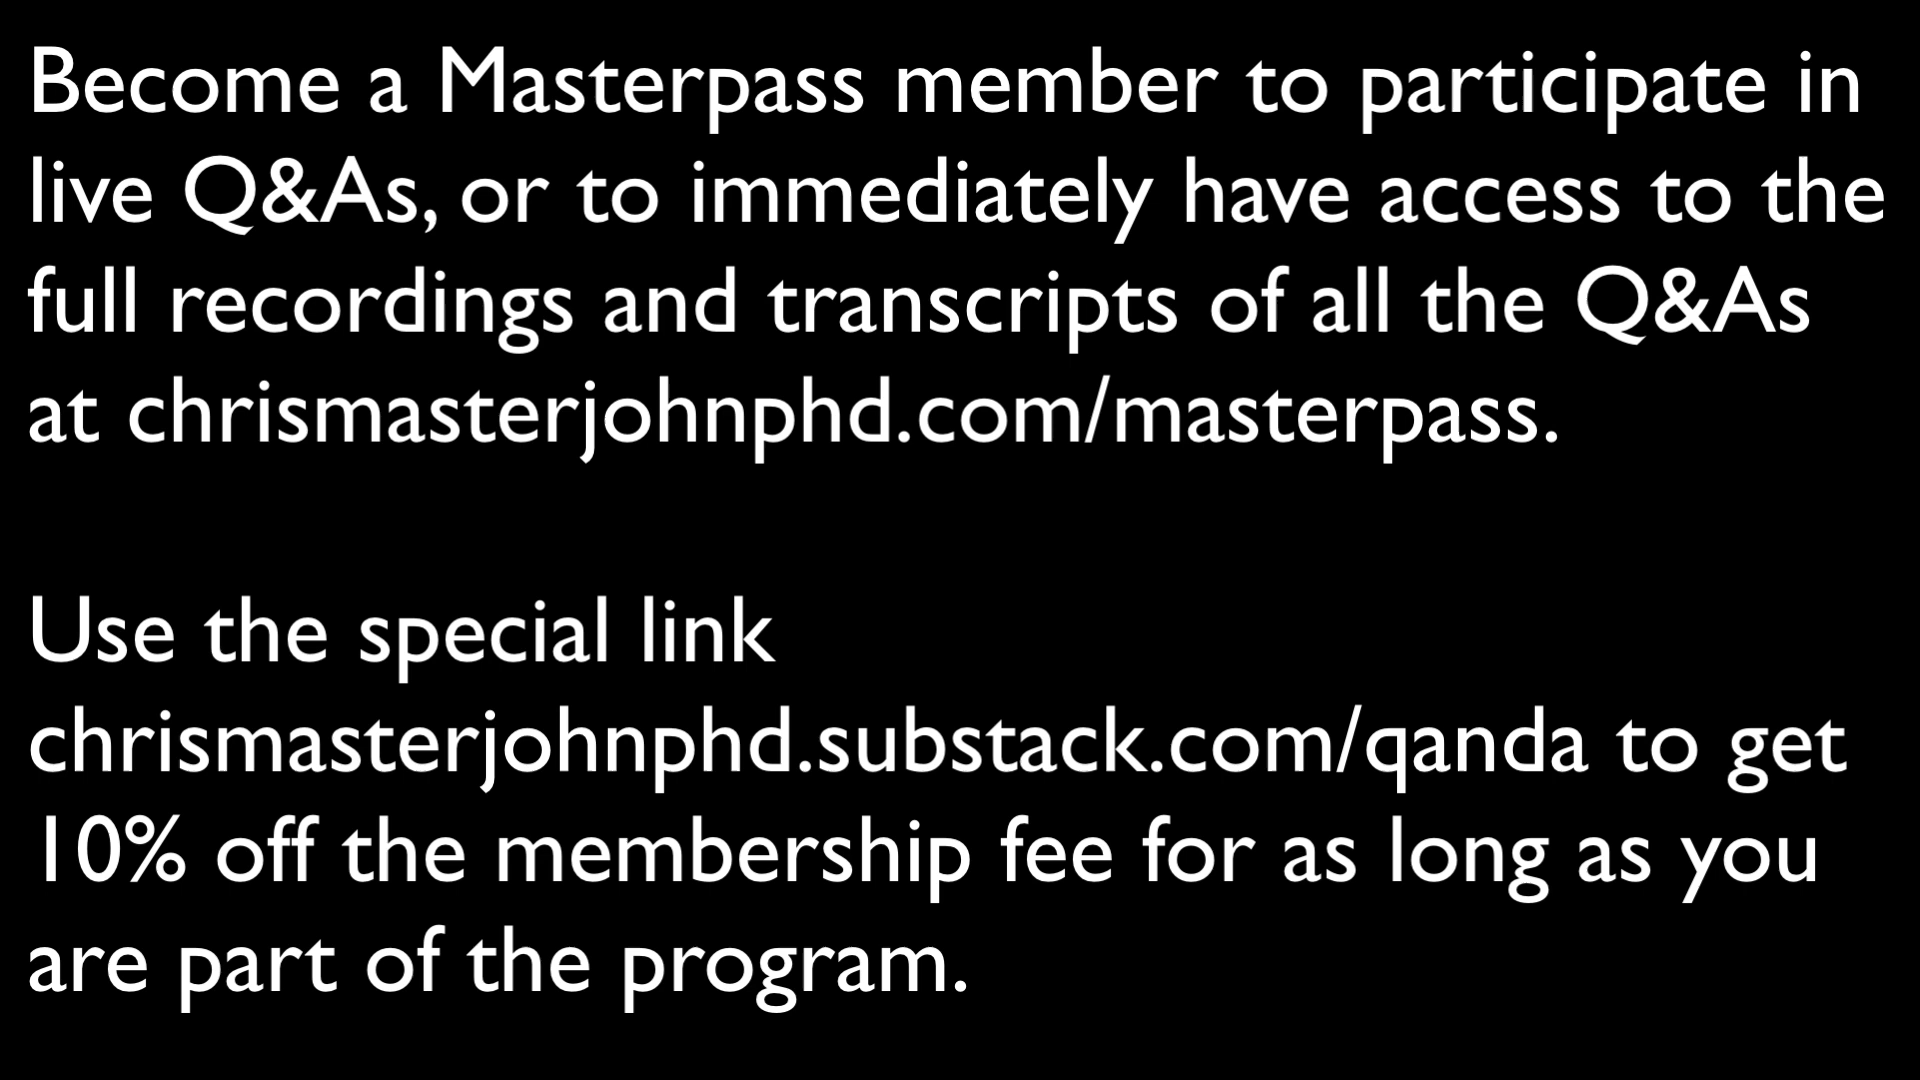 Become a Masterpass member to participate in
live Q&As, or to immediately have access to the
full recordings and transcripts of all the Q&As
at chrismasterjohnphd.com/masterpass.
Use the special link
chrismasterjohnphd.substack.com/qanda to get
10% off the membership fee for as long as you
are part of the program.